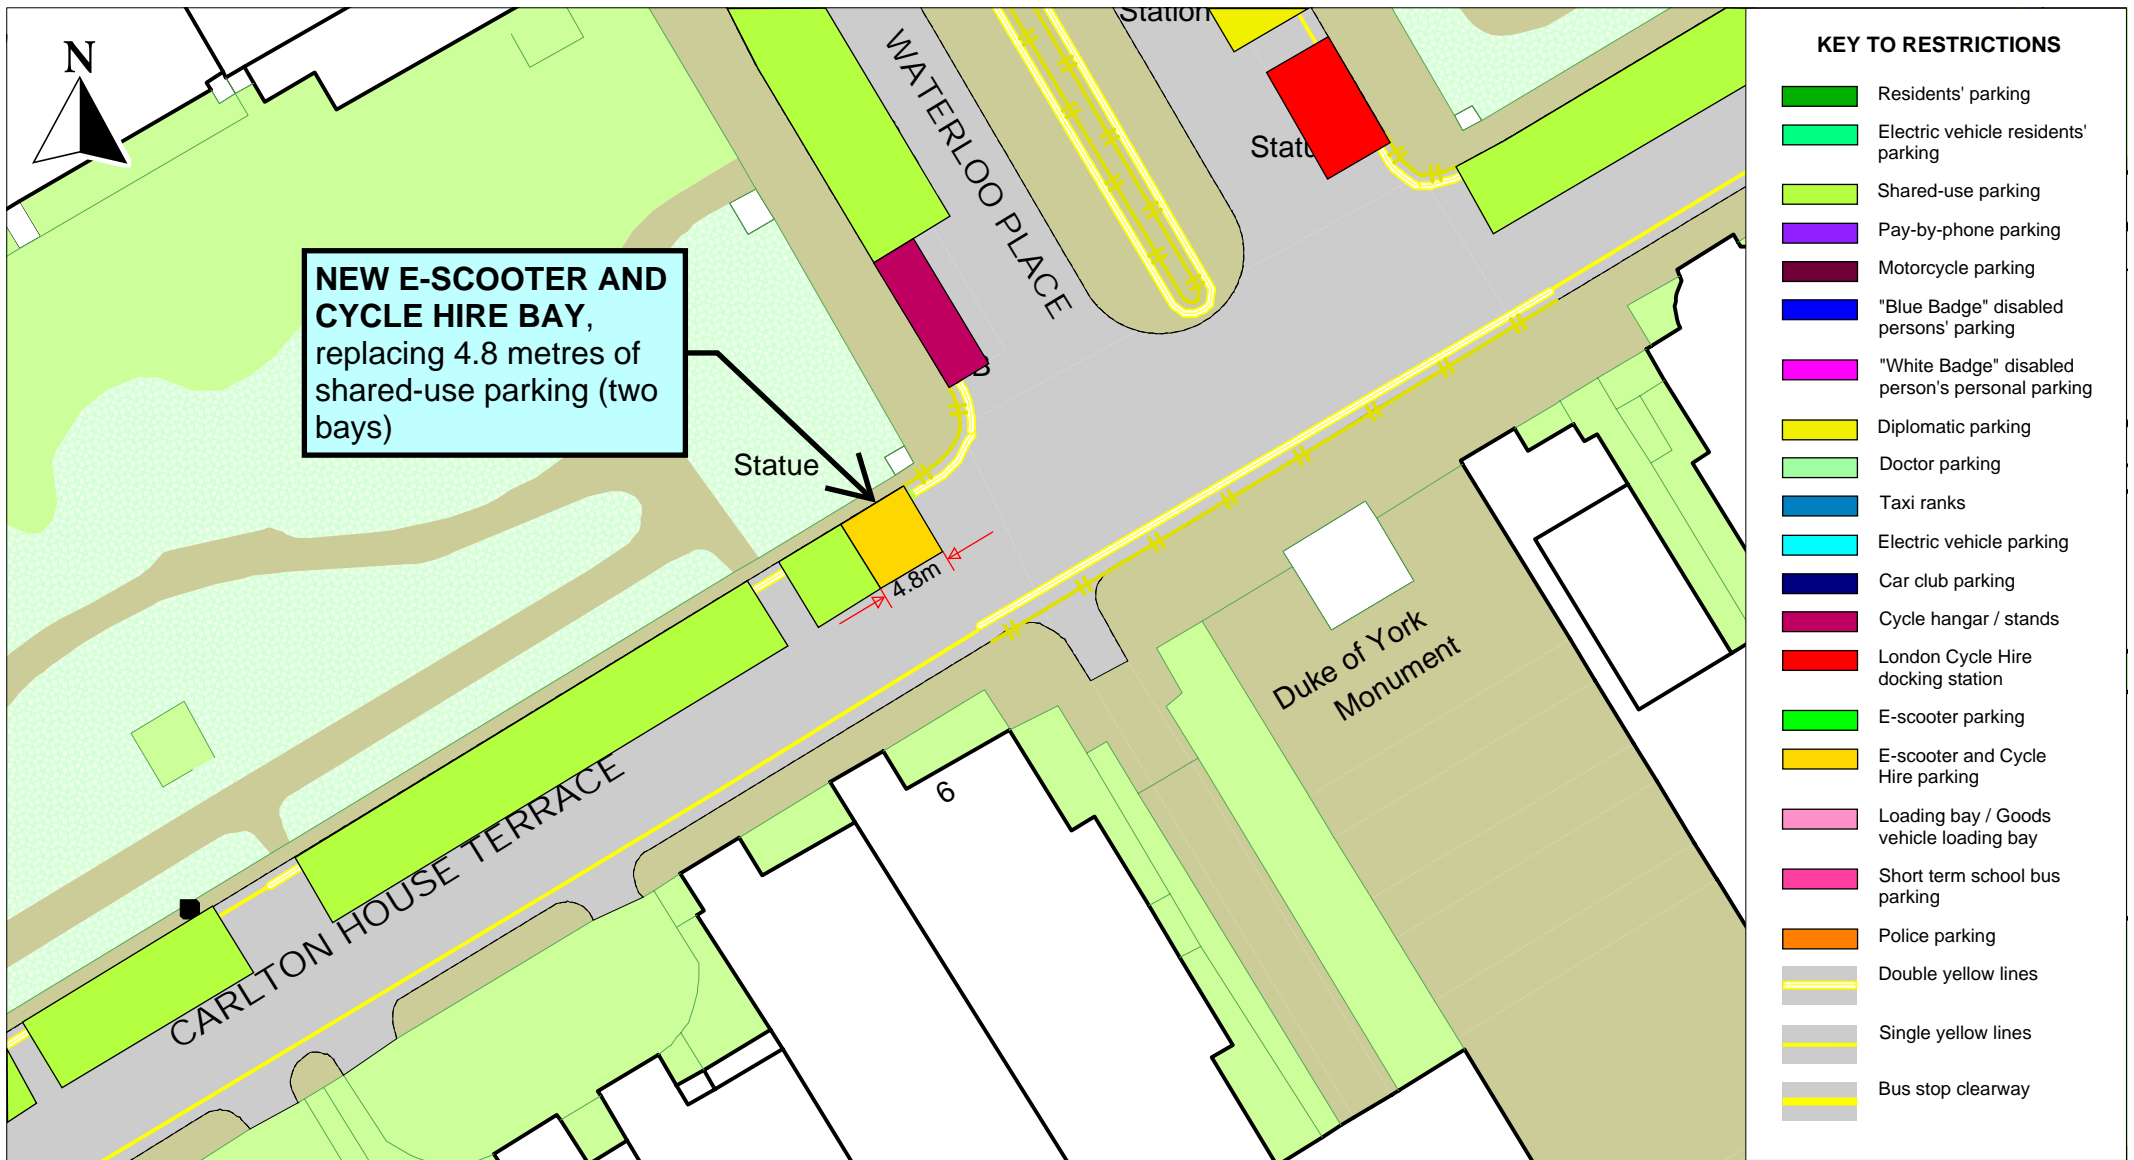 N
Station
WATERLOO PLACE
NEW E-SCOOTER AND
CYCLE HIRE BAY,
replacing 4.8 metres of
shared-use parking (two
bays)
Statue
4.8m
Duke of York
Monument
6
CARLTON HOUSE TERRACE
KEY TO RESTRICTIONS
Residents' parking
Electric vehicle residents'
parking
Shared-use parking
Pay-by-phone parking
Motorcycle parking
"Blue Badge" disabled
persons' parking
"White Badge" disabled
person's personal parking
Diplomatic parking
Doctor parking
Taxi ranks
Electric vehicle parking
Car club parking
Cycle hangar / stands
London Cycle Hire
docking station
E-scooter parking
E-scooter and Cycle
Hire parking
Loading bay / Goods
vehicle loading bay
Short term school bus
parking
Police parking
Double yellow lines
Single yellow lines
Bus stop clearway